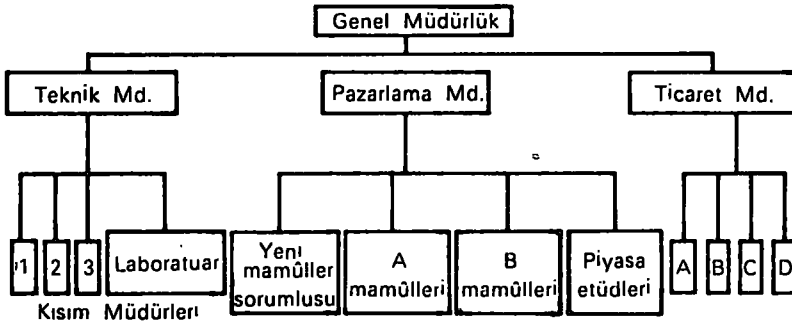 Genel Müdürlük
Teknik Md.
Pazarlama Md.
Ticaret Md.
1
2
3
Laboratuar
Yeni
mamûller
sorumlusu
A
mamûlleri
B
mamûlleri
Piyasa
etüdleri
A
B
C
D
Kısım Müdürleri